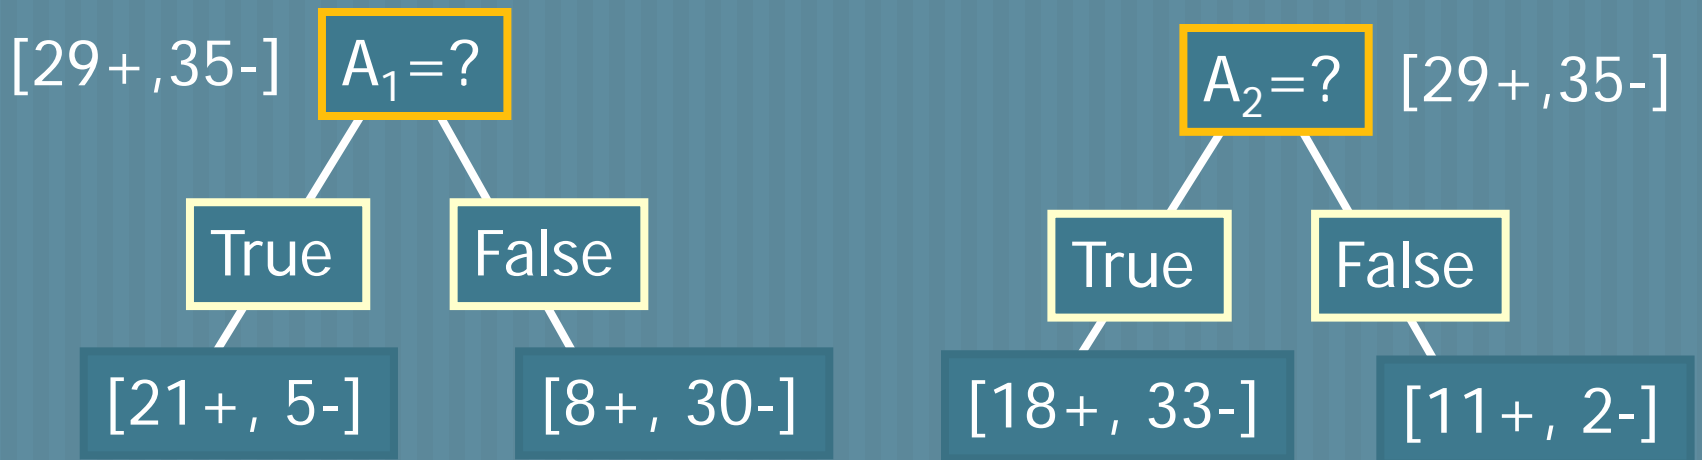 [29+,35-] A₁=? A₂=? [29+,35-]
True False True False
[21+, 5-] [8+, 30-] [18+, 33-] [11+, 2-]